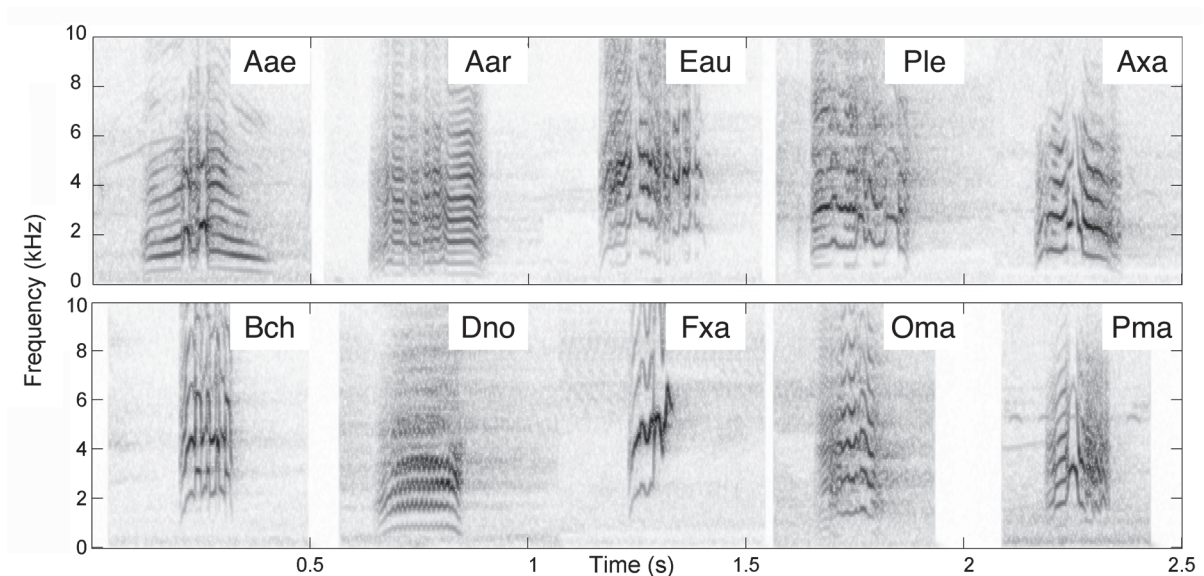 Frequency (kHz)
10
8
6
4
2
0
Aae
Aar
Eau
Ple
Axa
10
8
6
4
2
0
Bch
Dno
Fxa
Oma
Pma
0.5
1
1.5
2
2.5
Time (s)